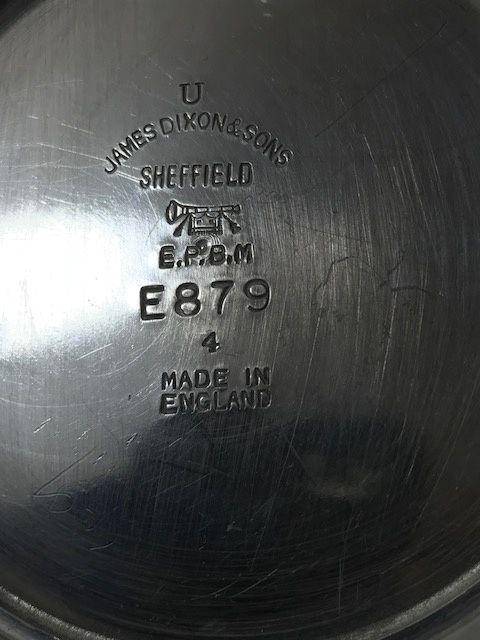 U
JAMES DIXON & SONS
SHEFFIELD
E.P.B.M
E879
4
MADE IN
ENGLAND